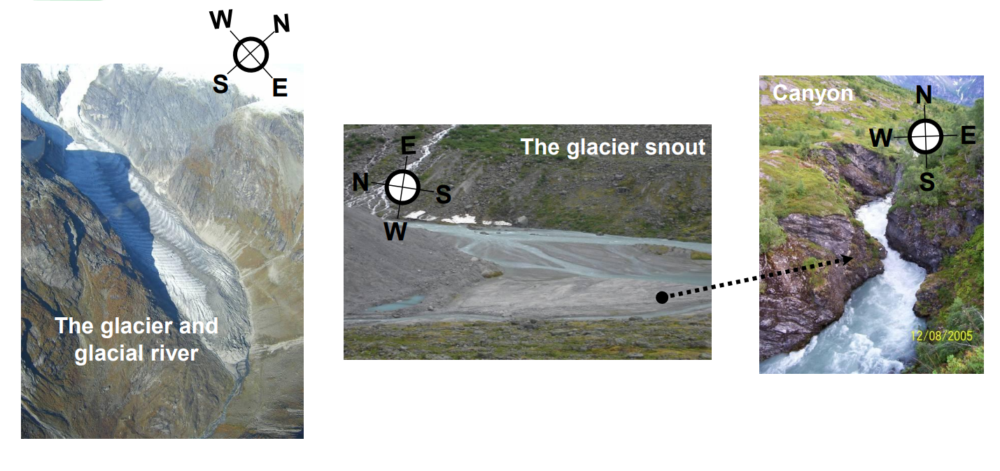 W
N
S
E
The glacier and
glacial river
The glacier snout
E
N
S
W
Canyon
N
W
E
S
12/08/2005